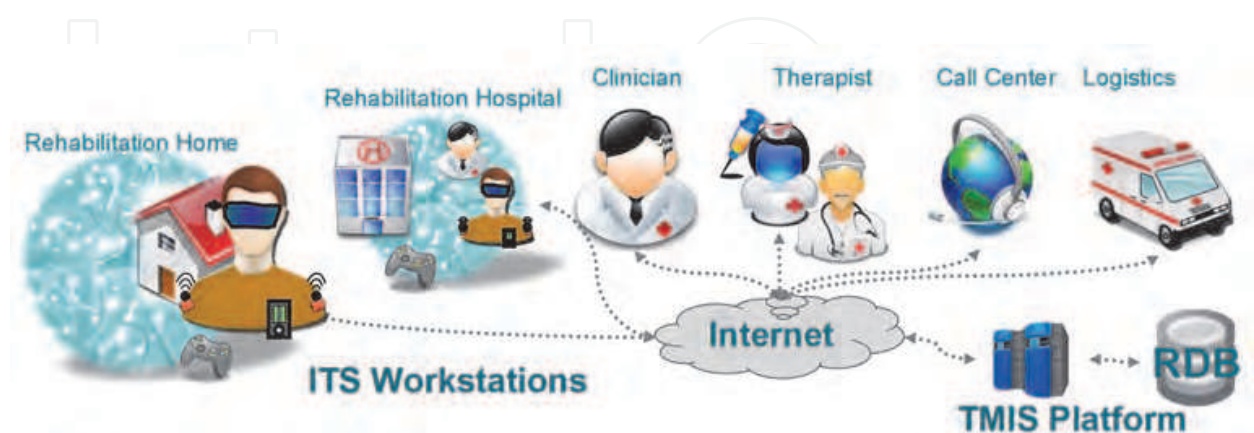 Clinician
Therapist
Call Center
Logistics
Rehabilitation Hospital
Rehabilitation Home
Internet
ITS Workstations
RDB
TMIS Platform